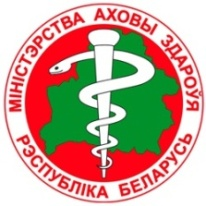 МІНІСТЭРСТВА АХОВЫ ЗДАРОЎЯ
РЭСПУБЛІКА БЕЛАРУСЬ